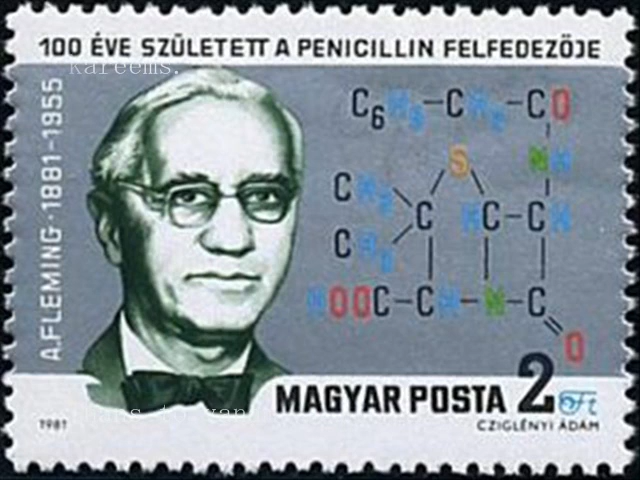 100 ÉVE SZÜLETETT A PENICILLIN FELFEDEZŐJE
kareems.
A.FLEMING · 1881-1955
C6H5-CH2-CO
S
NH
CH3
C
HC-CH
CH3
HOOC-CH-N-C
O
MAGYAR POSTA 2 Ft
1981
CZIGLÉNYI ÁDÁM